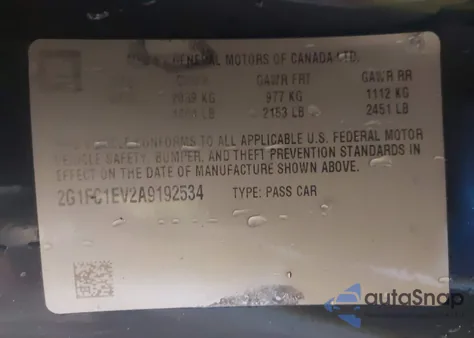 GENERAL MOTORS OF CANADA LTD.
GAWR FRT GAWR RR
KG 977 KG 1112 KG
LB 2153 LB 2451 LB
CONFORMS TO ALL APPLICABLE U.S. FEDERAL MOTOR
VEHICLE SAFETY, BUMPER, AND THEFT PREVENTION STANDARDS IN
EFFECT ON THE DATE OF MANUFACTURE SHOWN ABOVE.
2G1FC1EV2A9192534 TYPE: PASS CAR
autoSnap